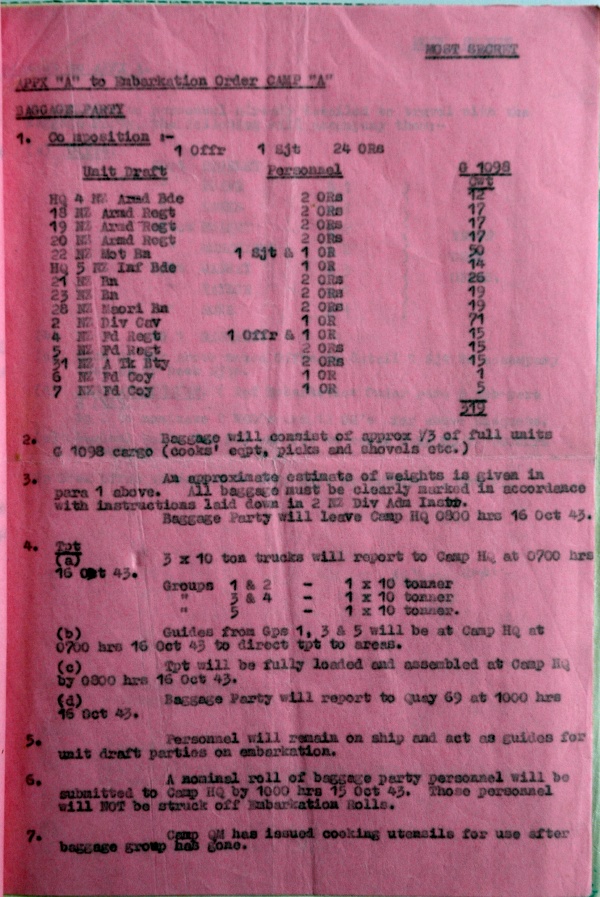 MOST SECRET
APPX "A" to Embarkation Order CAMP "A"
BAGGAGE PARTY
1. Composition :-
1 Offr 1 Sjt 24 ORs
Unit Draft Personnel G 1098
Cwt
HQ 4 NZ Armd Bde 2 ORs 12
18 NZ Armd Regt 2 ORs 17
19 NZ Armd Regt 2 ORs 17
20 NZ Armd Regt 2 ORs 17
22 NZ Mot Bn 1 Sjt & 1 OR 50
HQ 5 NZ Inf Bde 1 OR 14
21 NZ Bn 2 ORs 26
23 NZ Bn 2 ORs 19
28 NZ Maori Bn 2 ORs 19
2 NZ Div Cav 1 OR 71
4 NZ Fd Regt 1 Offr & 1 OR 15
5 NZ Fd Regt 2 ORs 15
31 NZ A Tk Bty 2 ORs 15
6 NZ Fd Coy 1 OR 1
7 NZ Fd Coy 1 OR 5
319
2. Baggage will consist of approx 1/3 of full units
G 1098 cargo (cooks' eqpt, picks and shovels etc.)
3. An approximate estimate of weights is given in
para 1 above. All baggage must be clearly marked in accordance
with instructions laid down in 2 NZ Div Adm Instr.
Baggage Party will leave Camp HQ 0800 hrs 16 Oct 43.
4. Tpt
(a) 3 x 10 ton trucks will report to Camp HQ at 0700 hrs
16 Oct 43.
Groups 1 & 2 - 1 x 10 tonner
" 3 & 4 - 1 x 10 tonner
" 5 - 1 x 10 tonner.
(b) Guides from Gps 1, 3 & 5 will be at Camp HQ at
0700 hrs 16 Oct 43 to direct tpt to areas.
(c) Tpt will be fully loaded and assembled at Camp HQ
by 0800 hrs 16 Oct 43.
(d) Baggage Party will report to Quay 69 at 1000 hrs
16 Oct 43.
5. Personnel will remain on ship and act as guides for
unit draft parties on embarkation.
6. A nominal roll of baggage party personnel will be
submitted to Camp HQ by 1000 hrs 15 Oct 43. Those personnel
will NOT be struck off Embarkation Rolls.
7. Camp QM has issued cooking utensils for use after
baggage group has gone.